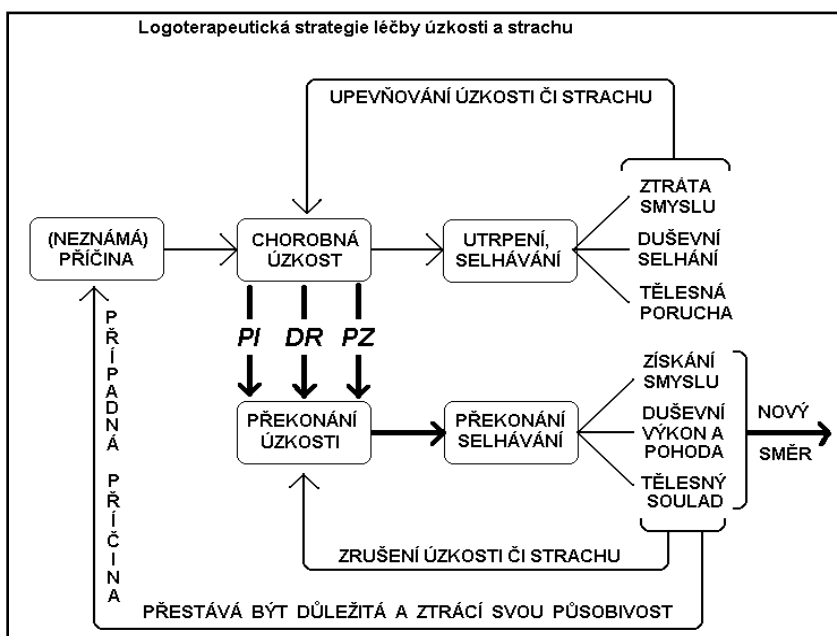 Logoterapeutická strategie léčby úzkosti a strachu
UPEVŇOVÁNÍ ÚZKOSTI ČI STRACHU
(NEZNÁMÁ)
PŘÍČINA
CHOROBNÁ
ÚZKOST
UTRPENÍ,
SELHÁVÁNÍ
ZTRÁTA
SMYSLU
DUŠEVNÍ
SELHÁNÍ
TĚLESNÁ
PORUCHA
PI DR PZ
PŘEKONÁNÍ
ÚZKOSTI
PŘEKONÁNÍ
SELHÁVÁNÍ
ZÍSKÁNÍ
SMYSLU
DUŠEVNÍ
VÝKON A
POHODA
TĚLESNÝ
SOULAD
NOVÝ
SMĚR
ZRUŠENÍ ÚZKOSTI ČI STRACHU
PŘÍPADNÁ PŘÍČINA
PŘESTÁVÁ BÝT DŮLEŽITÁ A ZTRÁCÍ SVOU PŮSOBIVOST